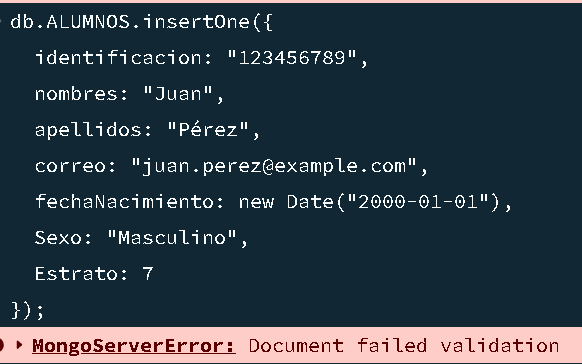 db.ALUMNOS.insertOne({
identificacion: "123456789",
nombres: "Juan",
apellidos: "Pérez",
correo: "juan.perez@example.com",
fechaNacimiento: new Date("2000-01-01"),
Sexo: "Masculino",
Estrato: 7
});
MongoServerError: Document failed validation